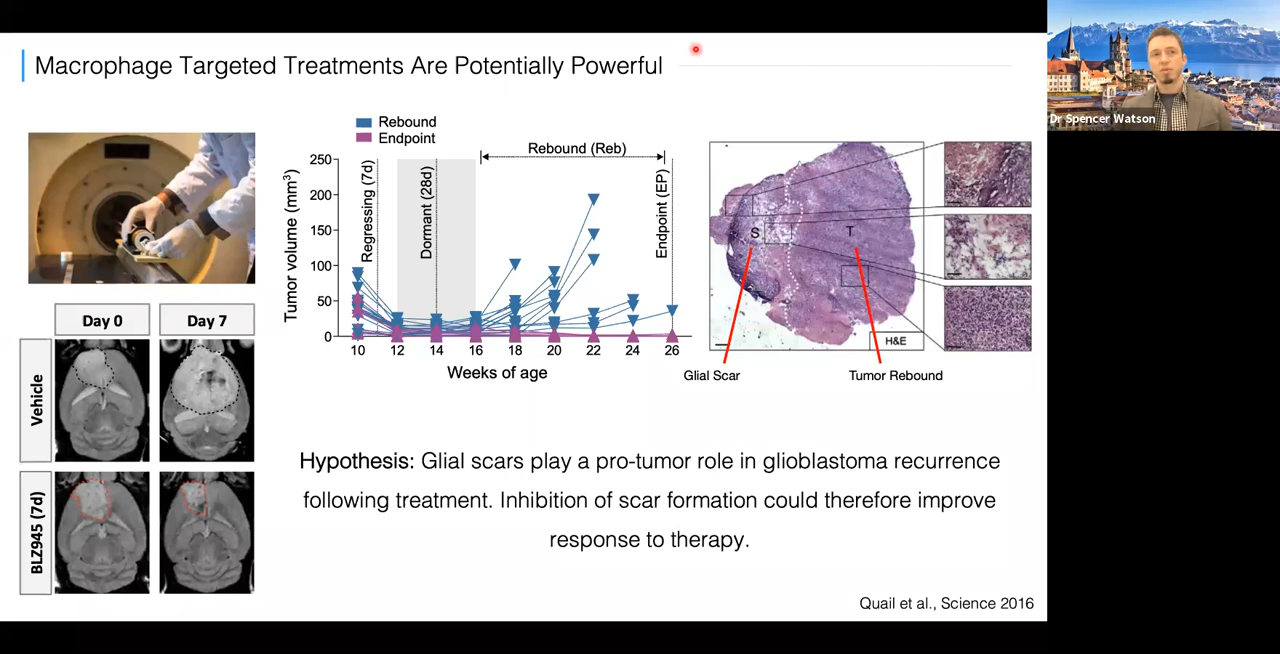 Macrophage Targeted Treatments Are Potentially Powerful
Dr Spencer Watson
Day 0
Day 7
Vehicle
BLZ945 (7d)
Rebound
Endpoint
Rebound (Reb)
Regressing (7d)
Dormant (28d)
Endpoint (EP)
Tumor volume (mm³)
250
200
150
100
50
0
10 12 14 16 18 20 22 24 26
Weeks of age
S
T
H&E
Glial Scar
Tumor Rebound
Hypothesis: Glial scars play a pro-tumor role in glioblastoma recurrence
following treatment. Inhibition of scar formation could therefore improve
response to therapy.
Quail et al., Science 2016